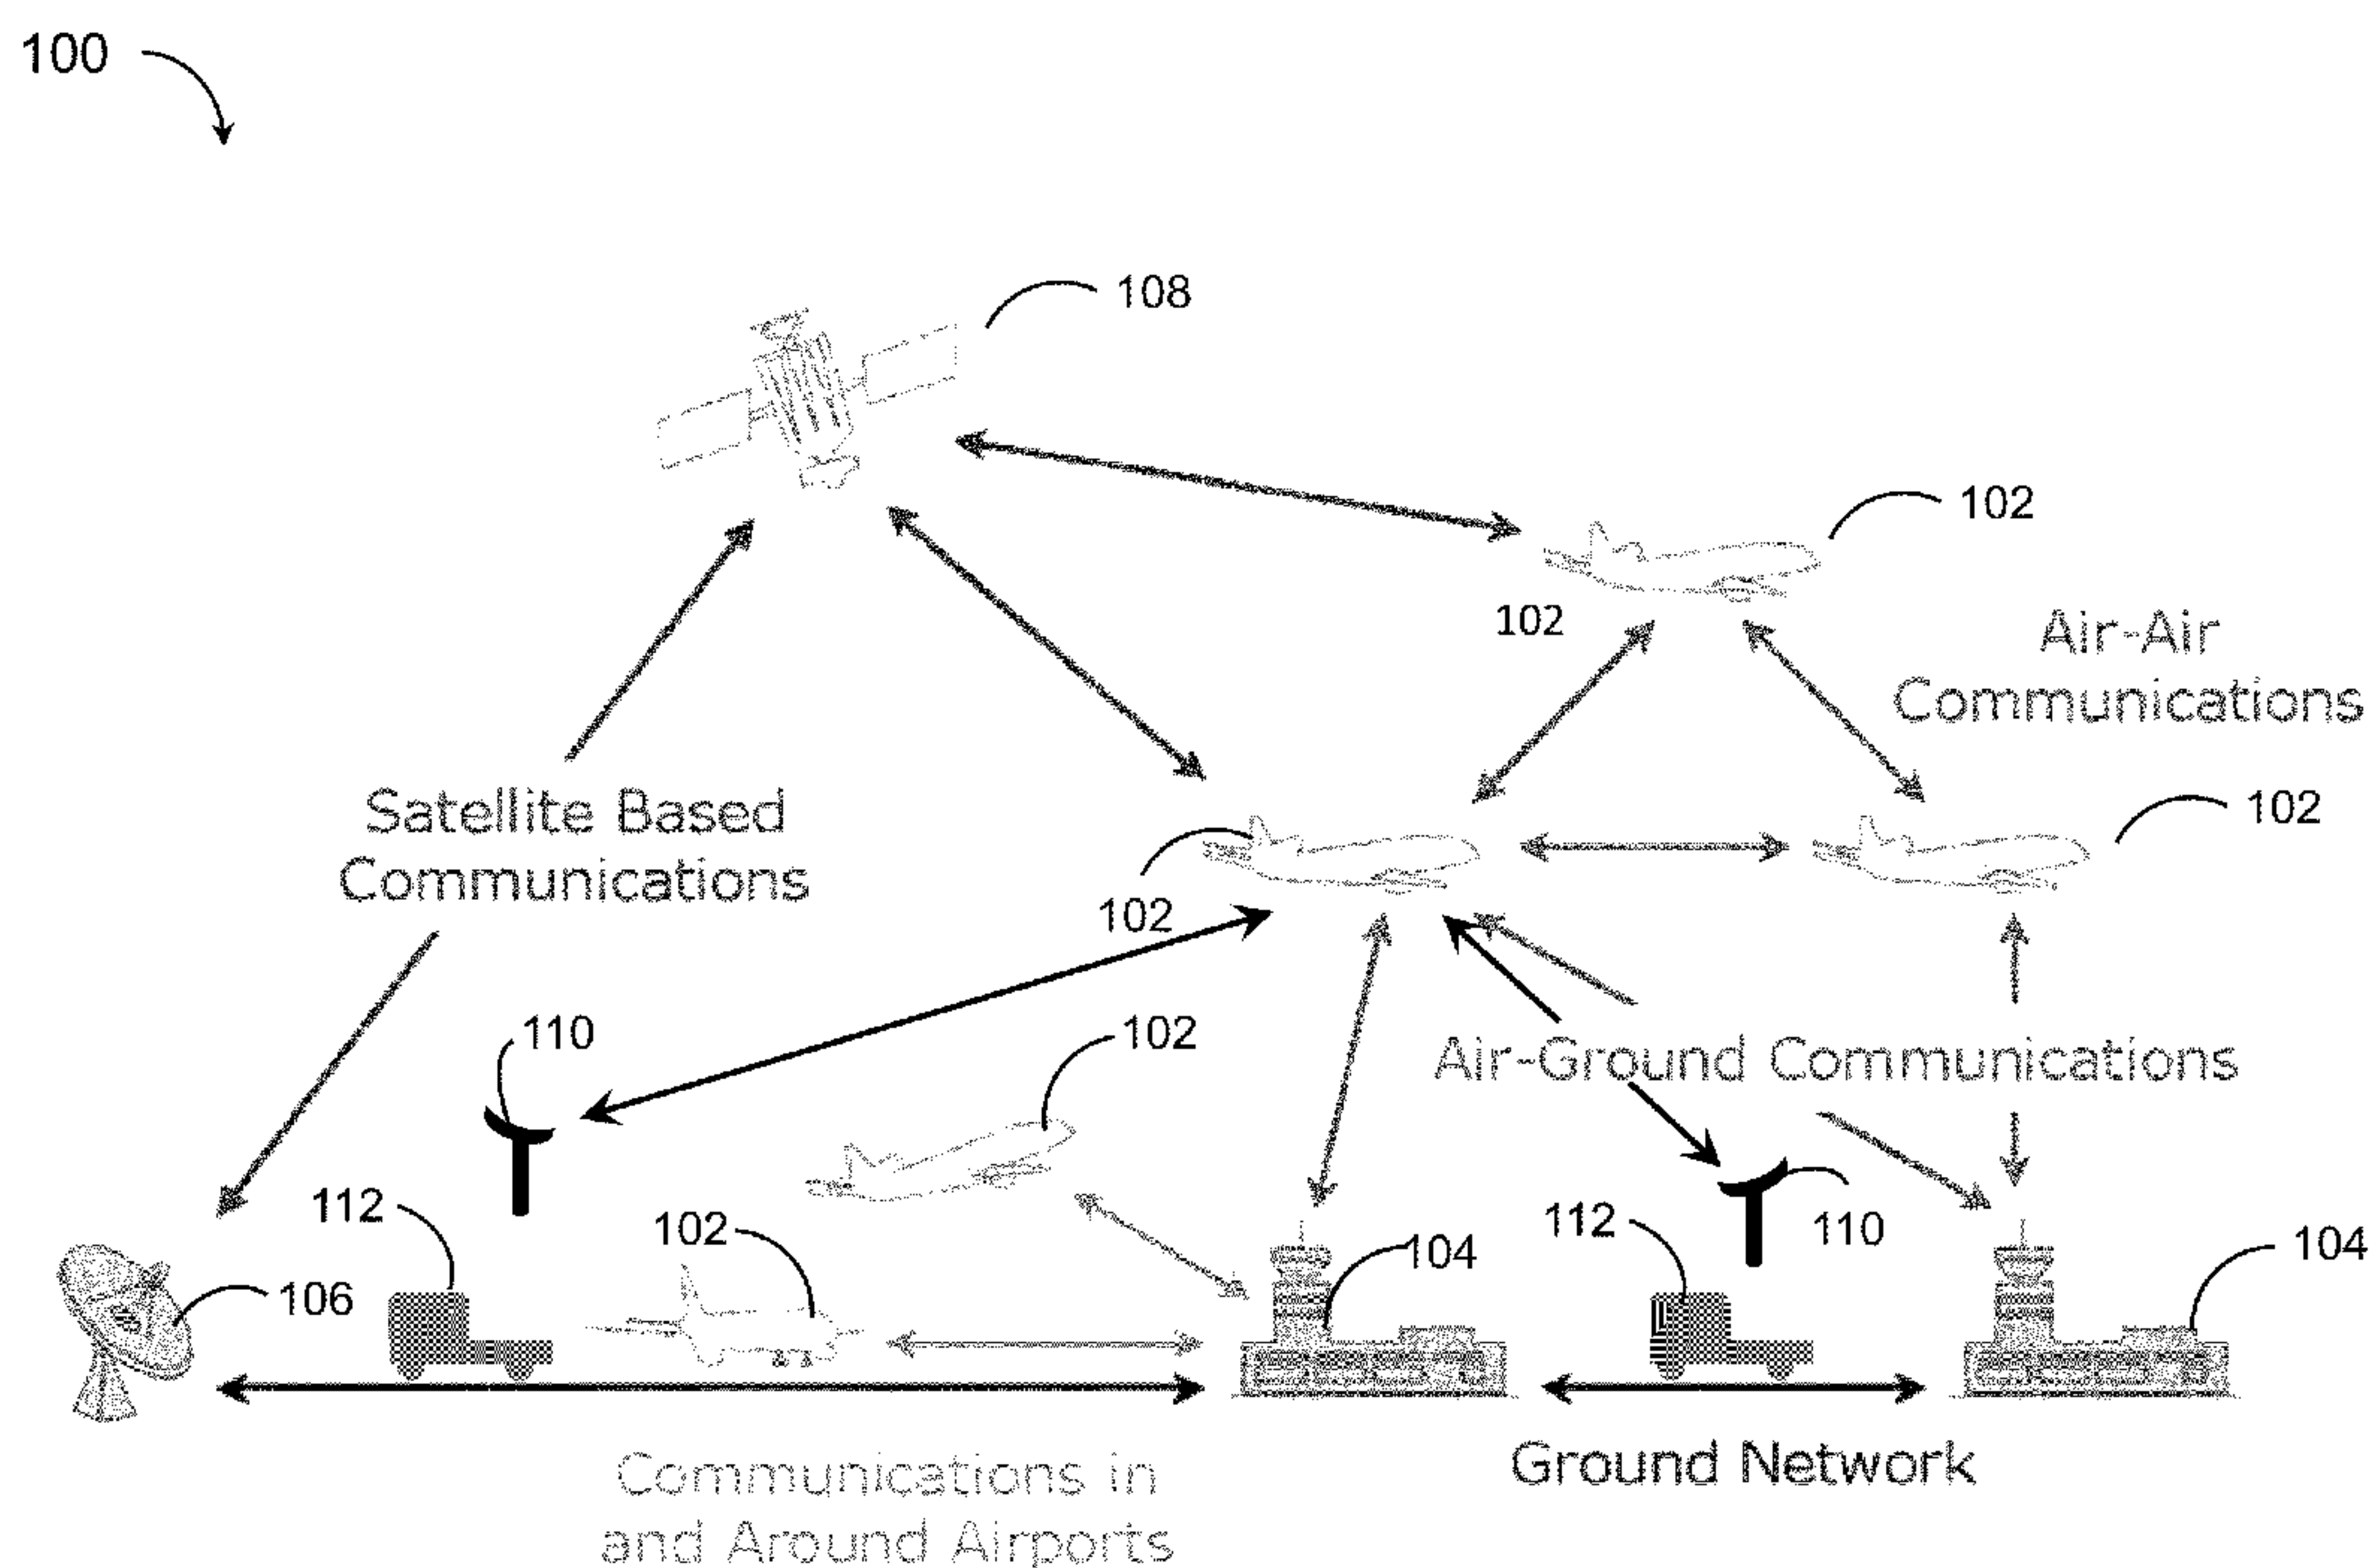 100
108
102
102
Air-Air
Communications
Satellite Based
Communications
102
102
110
102
Air-Ground Communications
112
102
112
110
104
104
106
Communications in
and Around Airports
Ground Network